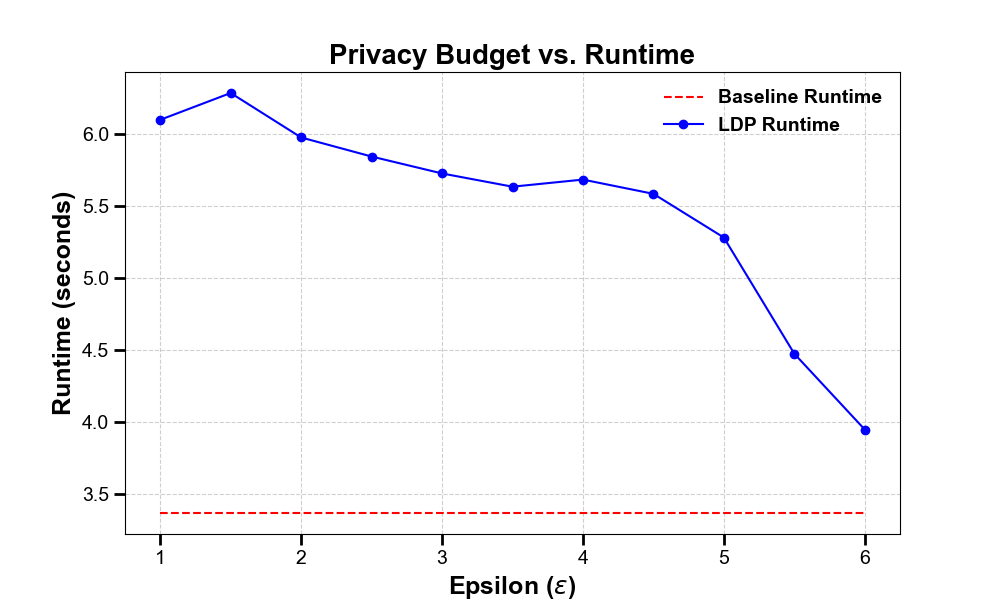 Privacy Budget vs. Runtime
Baseline Runtime
LDP Runtime
Runtime (seconds)
6.0
5.5
5.0
4.5
4.0
3.5
1 2 3 4 5 6
Epsilon (ε)